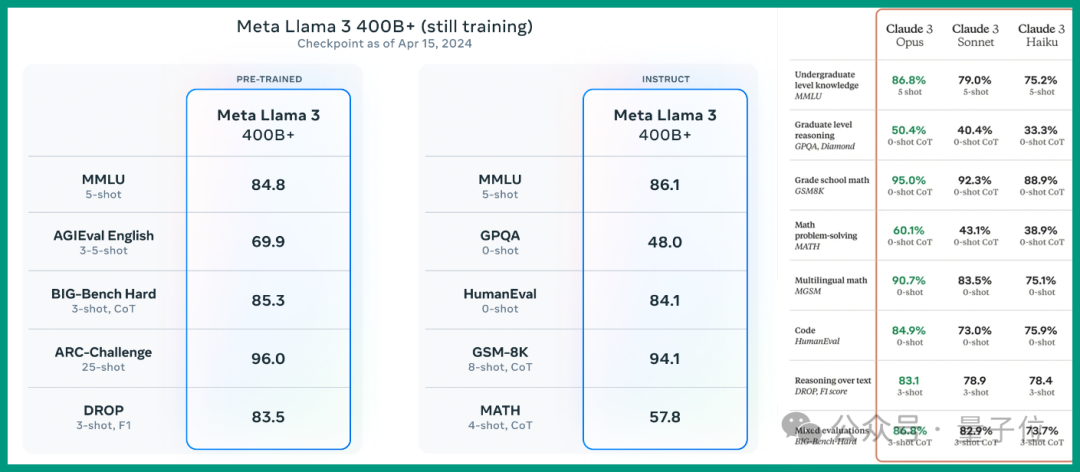 Meta Llama 3 400B+ (still training)
Checkpoint as of Apr 15, 2024
PRE-TRAINED
Meta Llama 3
400B+
MMLU
5-shot
84.8
AGIEval English
3-5-shot
69.9
BIG-Bench Hard
3-shot, CoT
85.3
ARC-Challenge
25-shot
96.0
DROP
3-shot, F1
83.5
INSTRUCT
Meta Llama 3
400B+
MMLU
5-shot
86.1
GPQA
0-shot
48.0
HumanEval
0-shot
84.1
GSM-8K
8-shot, CoT
94.1
MATH
4-shot, CoT
57.8
Claude 3 Claude 3 Claude 3
Opus Sonnet Haiku
Undergraduate
level knowledge
MMLU
86.8% 79.0% 75.2%
5 shot 5-shot 5-shot
Graduate level
reasoning
GPQA, Diamond
50.4% 40.4% 33.3%
0-shot CoT 0-shot CoT 0-shot CoT
Grade school math
GSM8K
95.0% 92.3% 88.9%
0-shot CoT 0-shot CoT 0-shot CoT
Math
problem-solving
MATH
60.1% 43.1% 38.9%
0-shot CoT 0-shot CoT 0-shot CoT
Multilingual math
MGSM
90.7% 83.5% 75.1%
0-shot 0-shot 0-shot
Code
HumanEval
84.9% 73.0% 75.9%
0-shot 0-shot 0-shot
Reasoning over text
DROP, F1 score
83.1 78.9 78.4
3-shot 3-shot 3-shot
Mixed evaluations
BIG-Bench-Hard
86.8% 82.9% 73.7%
3-shot CoT 3-shot CoT 3-shot CoT
公众号 · 量子位